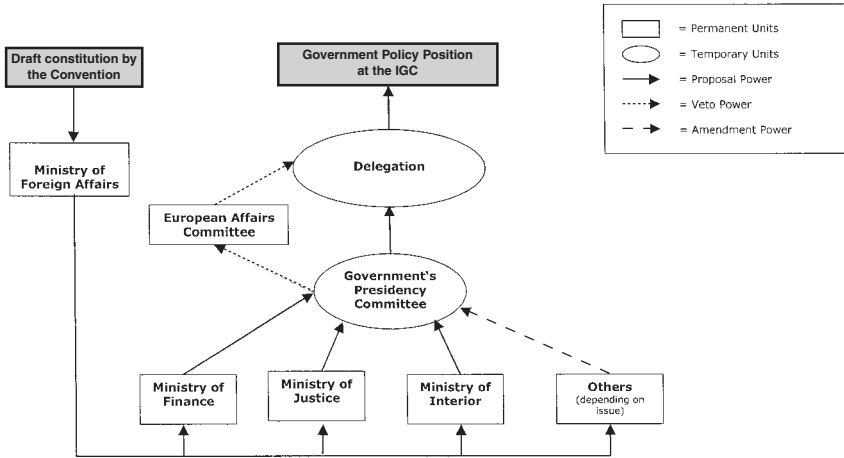 Draft constitution by
the Convention
Government Policy Position
at the IGC
= Permanent Units
= Temporary Units
= Proposal Power
= Veto Power
= Amendment Power
Ministry of
Foreign Affairs
Delegation
European Affairs
Committee
Government's
Presidency
Committee
Ministry of
Finance
Ministry of
Justice
Ministry of
Interior
Others
(depending on
issue)